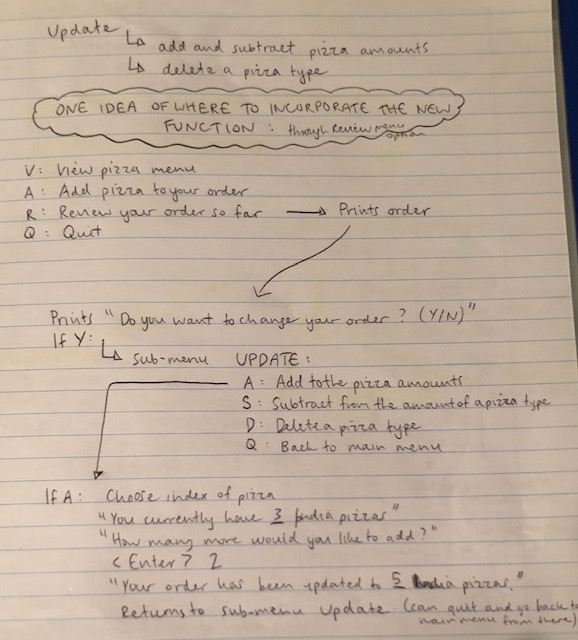 Update
↳ add and subtract pizza amounts
↳ delete a pizza type
ONE IDEA OF WHERE TO INCORPORATE THE NEW
FUNCTION : through Review menu
option
V: View pizza menu
A: Add pizza to your order
R: Review your order so far → Prints order
Q: Quit
Prints "Do you want to change your order? (Y/N)"
If Y:
↳ Sub-menu UPDATE:
A: Add to the pizza amounts
S: Subtract from the amount of a pizza type
D: Delete a pizza type
Q: Back to main menu
If A: Choose index of pizza
"You currently have 3 India pizzas"
"How many more would you like to add?"
< Enter 7 2
"Your order has been updated to 5 India pizzas."
Returns to sub-menu Update (can quit and go back to
main menu from there)